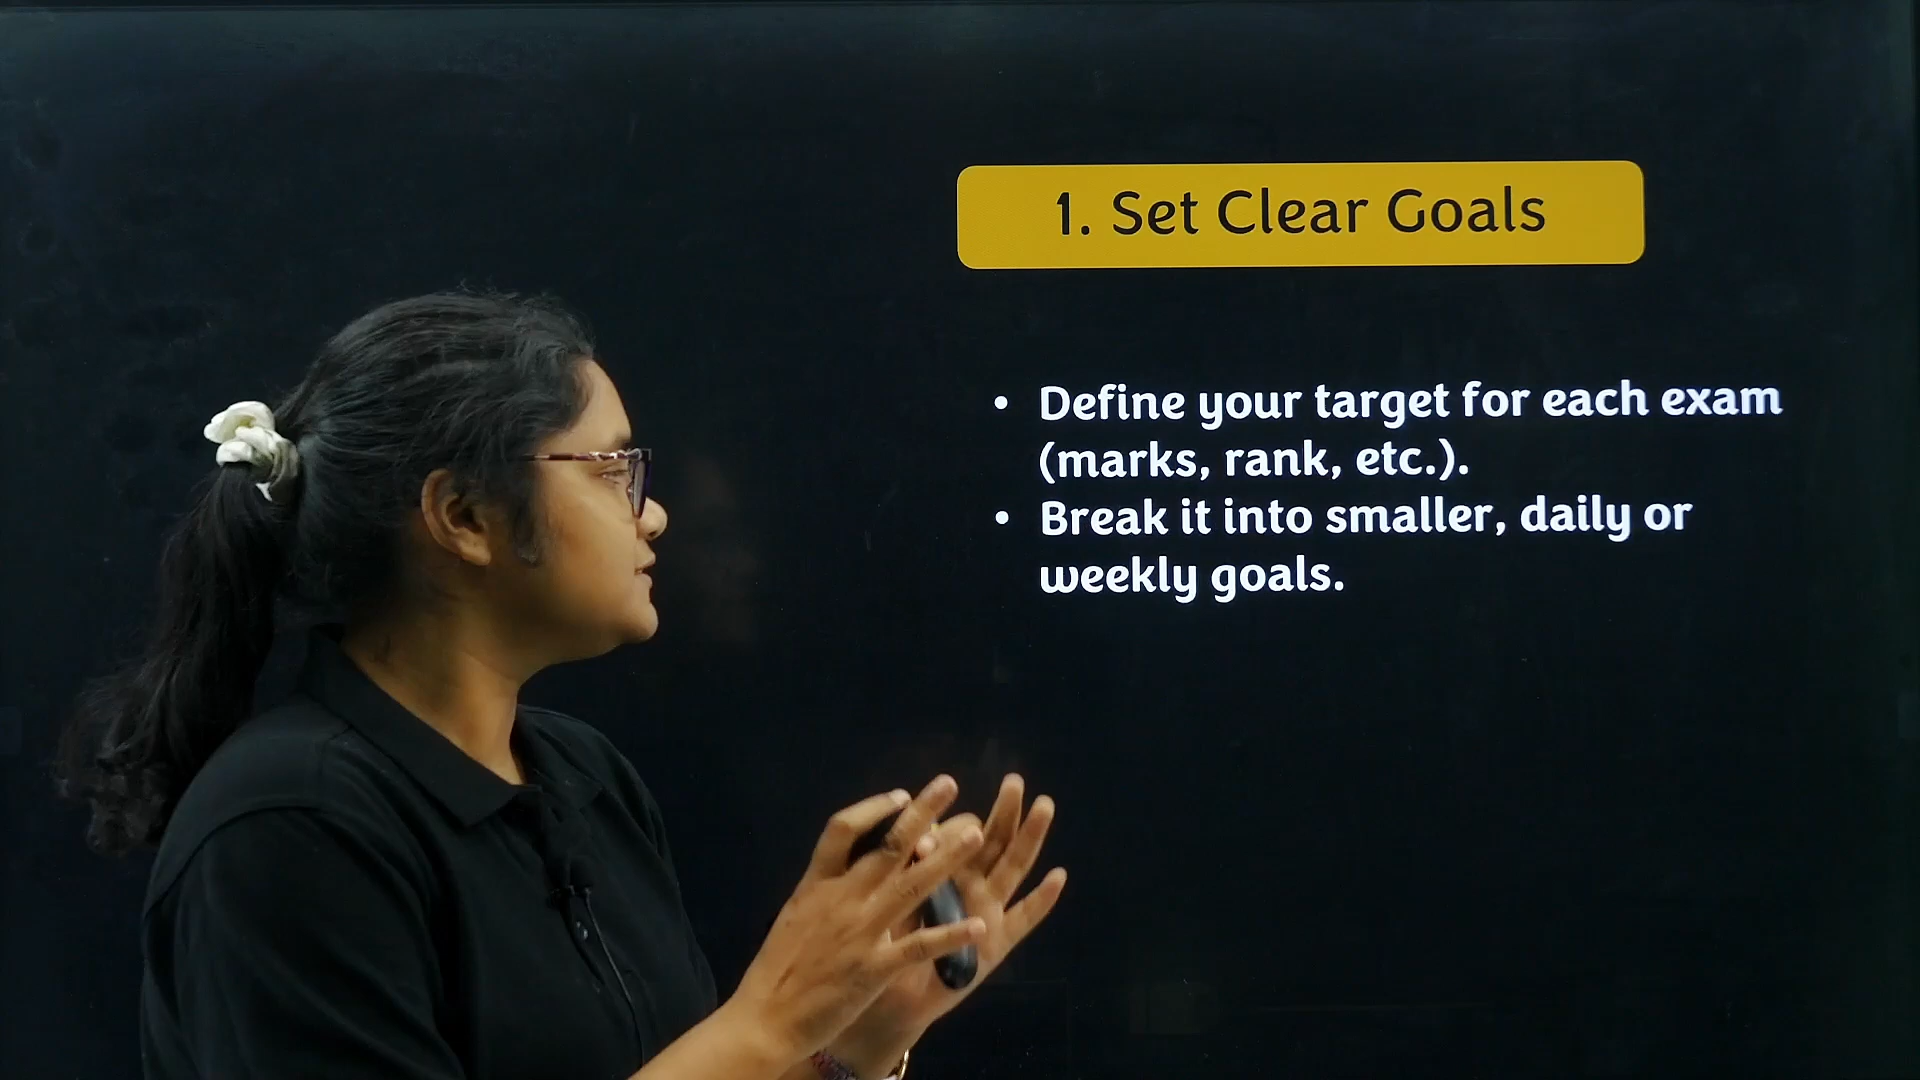 1. Set Clear Goals
• Define your target for each exam
(marks, rank, etc.).
• Break it into smaller, daily or
weekly goals.